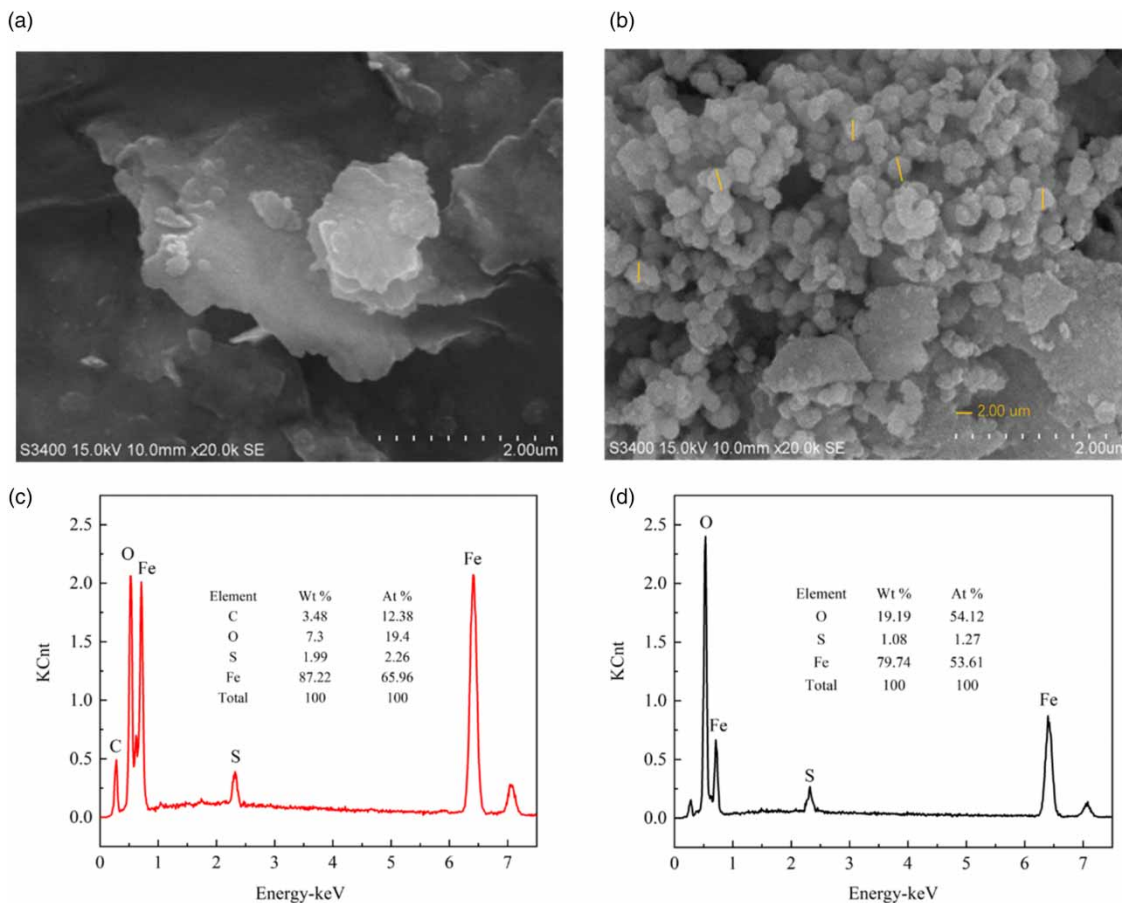 (a)
(b)
S3400 15.0kV 10.0mm x20.0k SE
2.00um
2.00 um
S3400 15.0kV 10.0mm x20.0k SE
2.00um
(c)
2.5
2.0
1.5
1.0
0.5
0.0
KCnt
O
Fe
Fe
C
S
Element Wt % At %
C 3.48 12.38
O 7.3 19.4
S 1.99 2.26
Fe 87.22 65.96
Total 100 100
0 1 2 3 4 5 6 7
Energy-keV
(d)
2.5
2.0
1.5
1.0
0.5
0.0
KCnt
O
Fe
S
Fe
Element Wt % At %
O 19.19 54.12
S 1.08 1.27
Fe 79.74 53.61
Total 100 100
0 1 2 3 4 5 6 7
Energy-keV